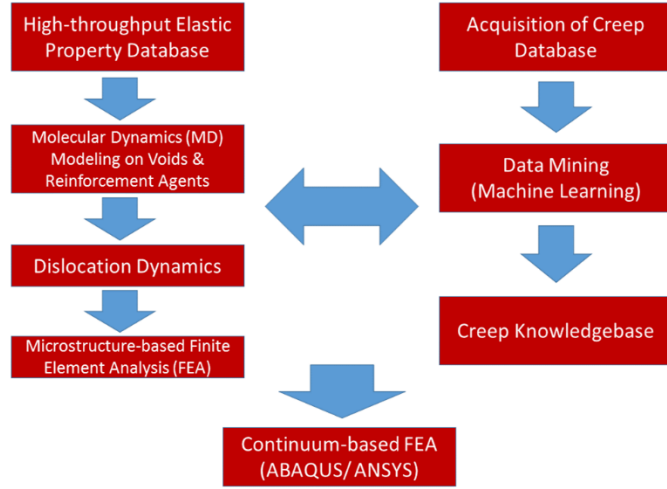 High-throughput Elastic
Property Database
Molecular Dynamics (MD)
Modeling on Voids &
Reinforcement Agents
Dislocation Dynamics
Microstructure-based Finite
Element Analysis (FEA)
Acquisition of Creep
Database
Data Mining
(Machine Learning)
Creep Knowledgebase
Continuum-based FEA
(ABAQUS/ ANSYS)